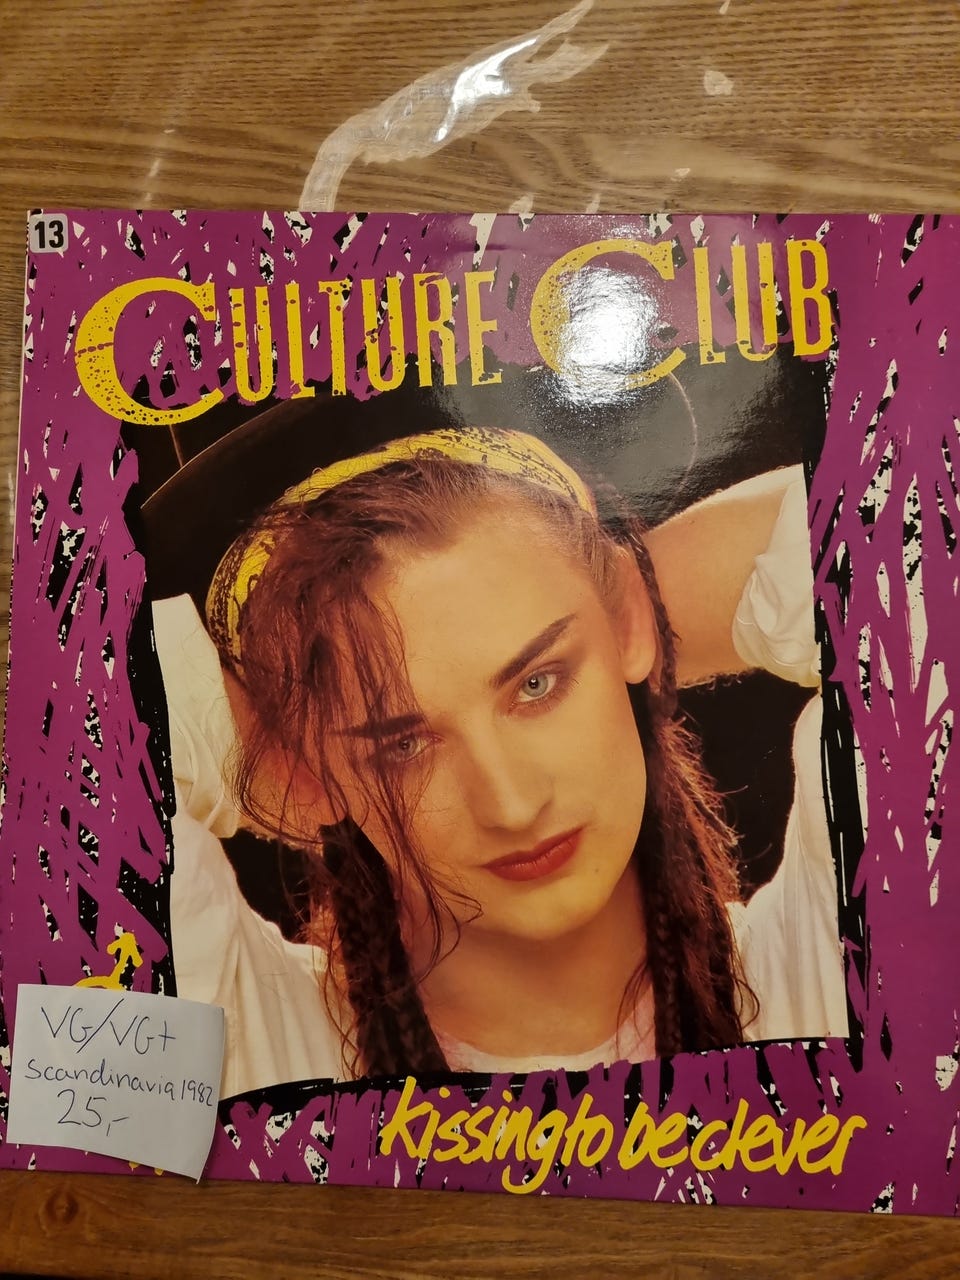 13
CULTURE CLUB
VG/VG+
Scandinavia 1982
25,-
kissing to be clever